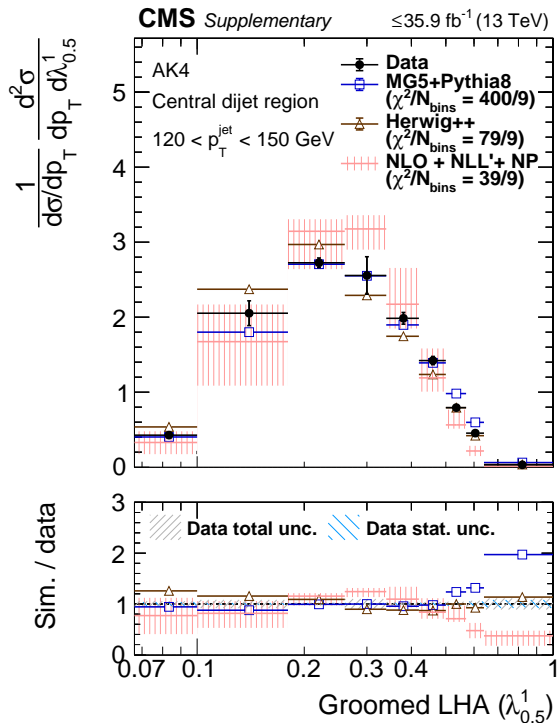 CMS Supplementary ≤35.9 fb⁻¹ (13 TeV)
1/(dσ/dp_T) d²σ/(dp_T dλ¹_0.5)
AK4
Central dijet region
120 < p_T^jet < 150 GeV
Data
MG5+Pythia8
(χ²/N_bins = 400/9)
Herwig++
(χ²/N_bins = 79/9)
NLO + NLL'+ NP
(χ²/N_bins = 39/9)
5
4
3
2
1
0
Sim. / data
Data total unc. Data stat. unc.
3
2
1
0
0.07 0.1 0.2 0.3 0.4 1
Groomed LHA (λ¹_0.5)